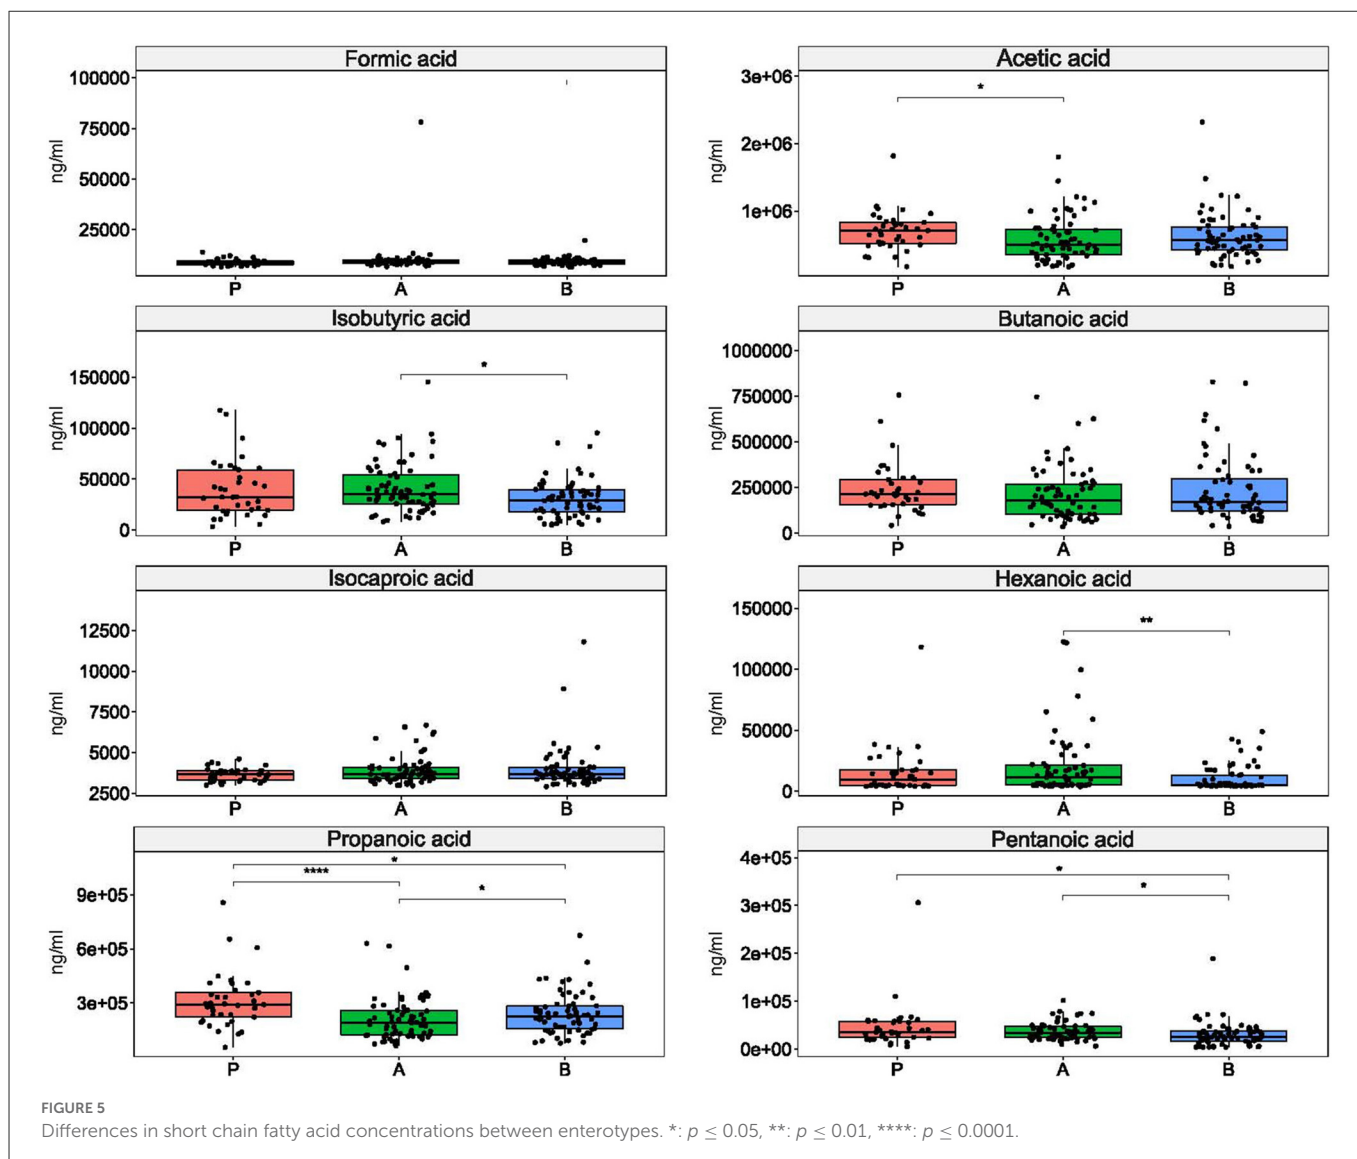 Formic acid
100000
75000
50000
25000
ng/ml
P A B
Acetic acid
*
3e+06
2e+06
1e+06
ng/ml
P A B
Isobutyric acid
*
150000
100000
50000
0
ng/ml
P A B
Butanoic acid
1000000
750000
500000
250000
0
ng/ml
P A B
Isocaproic acid
12500
10000
7500
5000
2500
ng/ml
P A B
Hexanoic acid
**
150000
100000
50000
0
ng/ml
P A B
Propanoic acid
*
****
*
9e+05
6e+05
3e+05
ng/ml
P A B
Pentanoic acid
*
*
4e+05
3e+05
2e+05
1e+05
0e+00
ng/ml
P A B
FIGURE 5
Differences in short chain fatty acid concentrations between enterotypes. *: p ≤ 0.05, **: p ≤ 0.01, ****: p ≤ 0.0001.